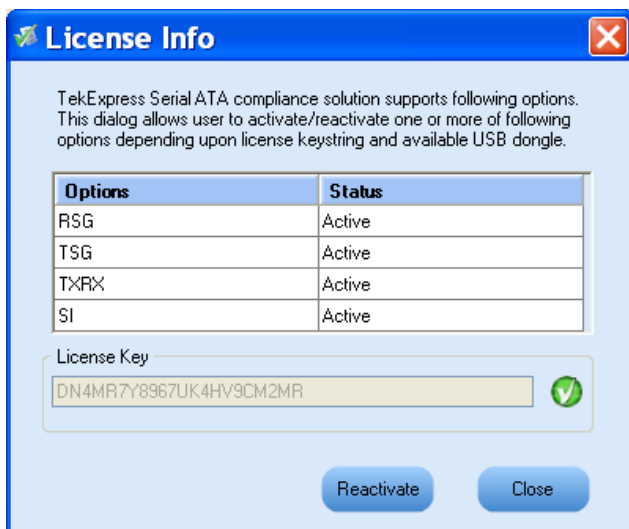 License Info
TekExpress Serial ATA compliance solution supports following options.
This dialog allows user to activate/reactivate one or more of following
options depending upon license keystring and available USB dongle.
Options Status
RSG Active
TSG Active
TXRX Active
SI Active
License Key
DN4MR7Y8967UK4HV9CM2MR
Reactivate Close